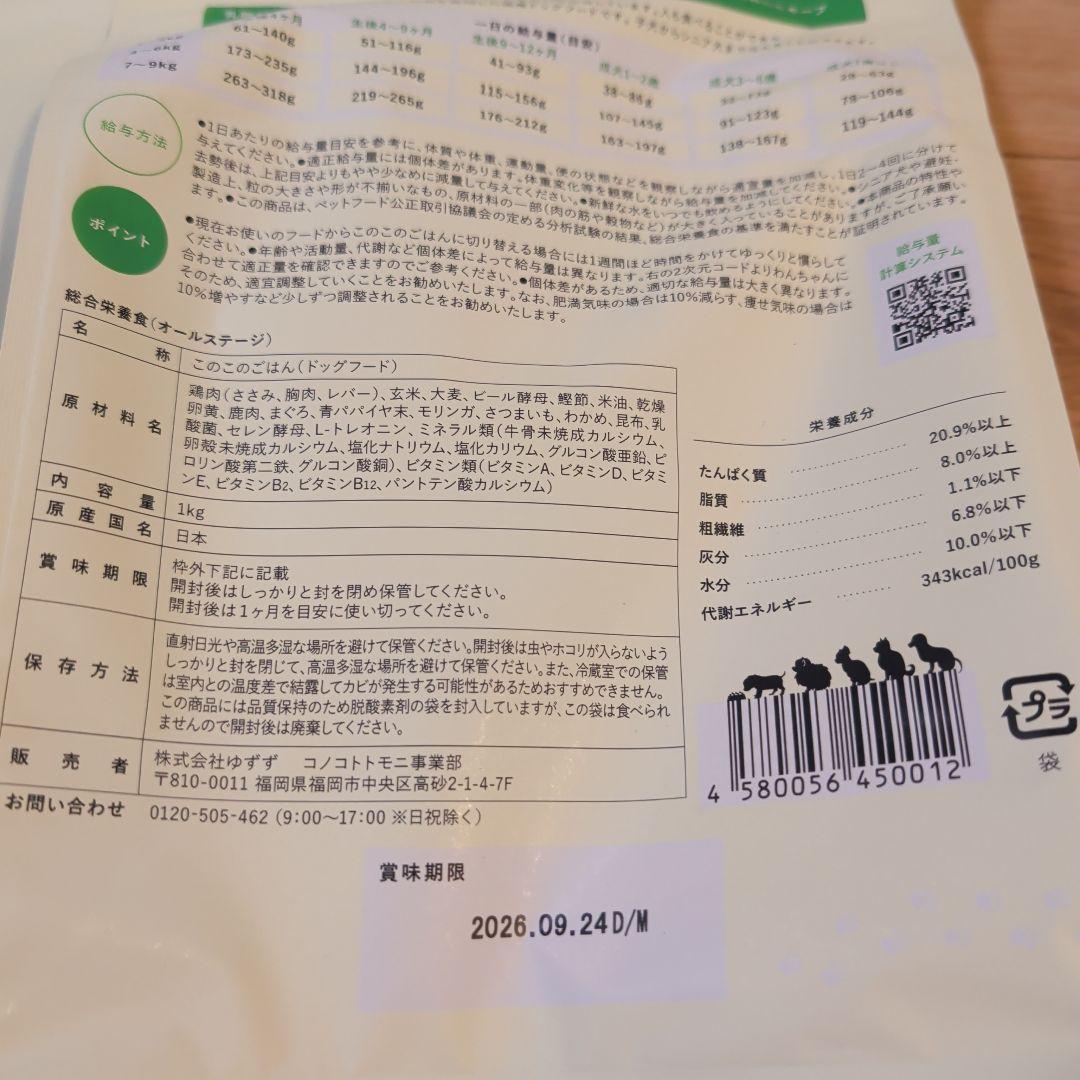 一日の給与量(目安)
生後4〜9ヶ月
生後9〜12ヶ月
成犬1〜2歳
成犬3〜6歳
61〜140g 51〜116g 41〜93g 38〜86g
7〜9kg
173〜235g 144〜196g 115〜156g 107〜145g 91〜123g 78〜106g
263〜318g 219〜265g 176〜212g 163〜197g 138〜167g 119〜144g
給与方法
●1日あたりの給与量目安を参考に、体質や体重、運動量、便の状態などを観察しながら適宜量を加減し、1日2〜4回に分けて
与えてください。●適正給与量には個体差があります。体重変化等を観察しながら給与量を加減してください。●シニア犬や避妊・
去勢後は、上記目安よりもやや少なめに減量して与えてください。●新鮮な水をいつでも飲めるようにしてください。●本商品の特性や
製造上、粒の大きさや形が不揃いなもの、原材料の一部(肉の筋や穀物など)が大きく入っていることがありますが、ご了承願い
ます。●この商品は、ペットフード公正取引協議会の定める分析試験の結果、総合栄養食の基準を満たすことが証明されています。
ポイント
●現在お使いのフードからこのこのごはんに切り替える場合には1週間ほど時間をかけてゆっくりと慣らして
ください。●年齢や活動量、代謝など個体差によって給与量は異なります。右の2次元コードよりわんちゃんに
合わせて適正量を確認できますのでご参考ください。●個体差があるため、適切な給与量は大きく異なります。
そのため、適宜調整していくことをお勧めいたします。なお、肥満気味の場合は10%減らす、痩せ気味の場合は
10%増やすなど少しずつ調整されることをお勧めいたします。
給与量
計算システム
総合栄養食(オールステージ)
名称 このこのごはん(ドッグフード)
原材料名 鶏肉(ささみ、胸肉、レバー)、玄米、大麦、ビール酵母、鰹節、米油、乾燥
卵黄、鹿肉、まぐろ、青パパイヤ末、モリンガ、さつまいも、わかめ、昆布、乳
酸菌、セレン酵母、L-トレオニン、ミネラル類(牛骨未焼成カルシウム、
卵殻未焼成カルシウム、塩化ナトリウム、塩化カリウム、グルコン酸亜鉛、ピ
ロリン酸第二鉄、グルコン酸銅)、ビタミン類(ビタミンA、ビタミンD、ビタミ
ンE、ビタミンB2、ビタミンB12、パントテン酸カルシウム)
内容量 1kg
原産国名 日本
賞味期限 枠外下記に記載
開封後はしっかりと封を閉め保管してください。
開封後は1ヶ月を目安に使い切ってください。
保存方法 直射日光や高温多湿な場所を避けて保管ください。開封後は虫やホコリが入らないよう
しっかりと封を閉じて、高温多湿な場所を避けて保管ください。また、冷蔵室での保管
は室内との温度差で結露してカビが発生する可能性があるためおすすめできません。
この商品には品質保持のため脱酸素剤の袋を封入していますが、この袋は食べられ
ませんので開封後は廃棄してください。
販売者 株式会社ゆずず コノコトトモニ事業部
〒810-0011 福岡県福岡市中央区高砂2-1-4-7F
お問い合わせ 0120-505-462(9:00〜17:00 ※日祝除く)
栄養成分
たんぱく質 20.9%以上
脂質 8.0%以上
粗繊維 1.1%以下
灰分 6.8%以下
水分 10.0%以下
代謝エネルギー 343kcal/100g
4 580056 450012
プラ
袋
賞味期限
2026.09.24D/M